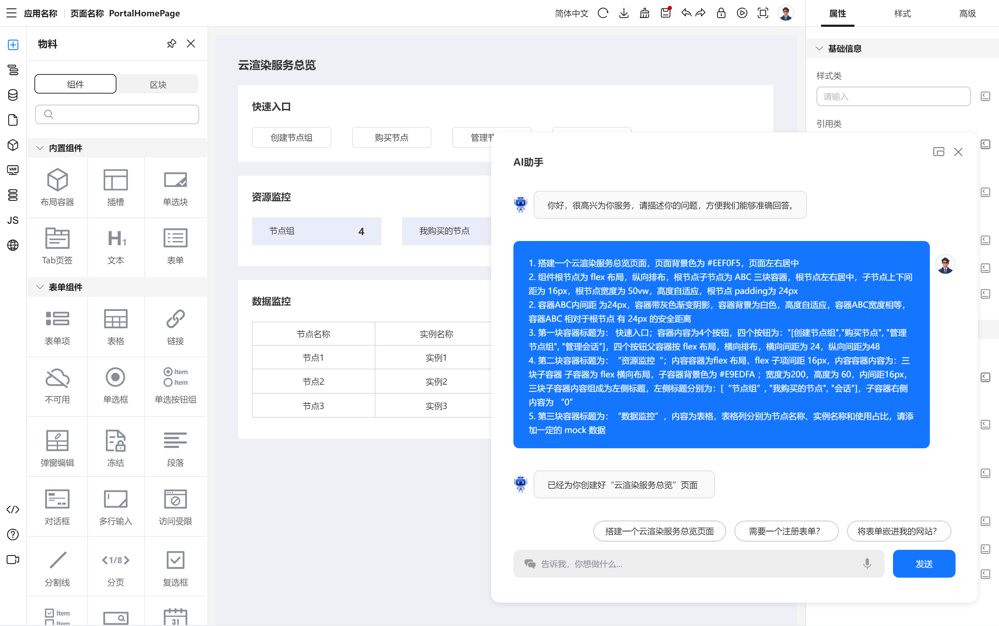 应用名称 页面名称 PortalHomePage
简体中文
属性 样式 高级
物料
组件 区块
内置组件
布局容器 插槽 单选块
H1
Tab页签 文本 表单
表单组件
表单项 表格 链接
Item
Item
不可用 单选框 单选按钮组
弹窗编辑 冻结 段落
对话框 多行输入 访问受限
1/8
分割线 分页 复选框
Item
Item
31
VAR
JS
云渲染服务总览
快速入口
创建节点组 购买节点 管理节
资源监控
节点组 4 我购买的节点
数据监控
节点名称 实例名称
节点1 实例1
节点2 实例2
节点3 实例3
基础信息
样式类
请输入
引用类
AI助手
你好，很高兴为你服务，请描述你的问题，方便我们能够准确回答。
1. 搭建一个云渲染服务总览页面，页面背景色为 #EEF0F5，页面左右居中
2. 组件根节点为 flex 布局，纵向排布，根节点子节点为 ABC 三块容器，根节点左右居中，子节点上下间
距为 16px，根节点宽度为 50vw，高度自适应，根节点 padding为 24px
2. 容器ABC内间距 为24px，容器带灰色渐变阴影，容器背景为白色，高度自适应，容器ABC宽度相等，
容器ABC 相对于根节点 有 24px 的安全距离
3. 第一块容器标题为： 快速入口；容器内容为4个按钮，四个按钮为："[创建节点组","购买节点", "管理
节点组", "管理会话"]，四个按钮父容器按 flex 布局，横向排布，横向间距为 24，纵向间距为48
4. 第二块容器标题为： “资源监控 “；内容容器为flex 布局，flex 子项间距 16px，内容容器内容为：三
块子容器 子容器为 flex 横向布局，子容器背景色为 #E9EDFA ；宽度为200，高度为 60，内间距16px，
三块子容器内容组成为左侧标题，左侧标题分别为：[ “节点组”, "我购买的节点", "会话"]，子容器右侧
内容为 “0”
5. 第三块容器标题为： “数据监控” ，内容为表格，表格列分别为节点名称、实例名称和使用占比，请添
加一定的 mock 数据
已经为你创建好“云渲染服务总览”页面
搭建一个云渲染服务总览页面 需要一个注册表单？ 将表单嵌进我的网站？
告诉我，你想做什么...
发送